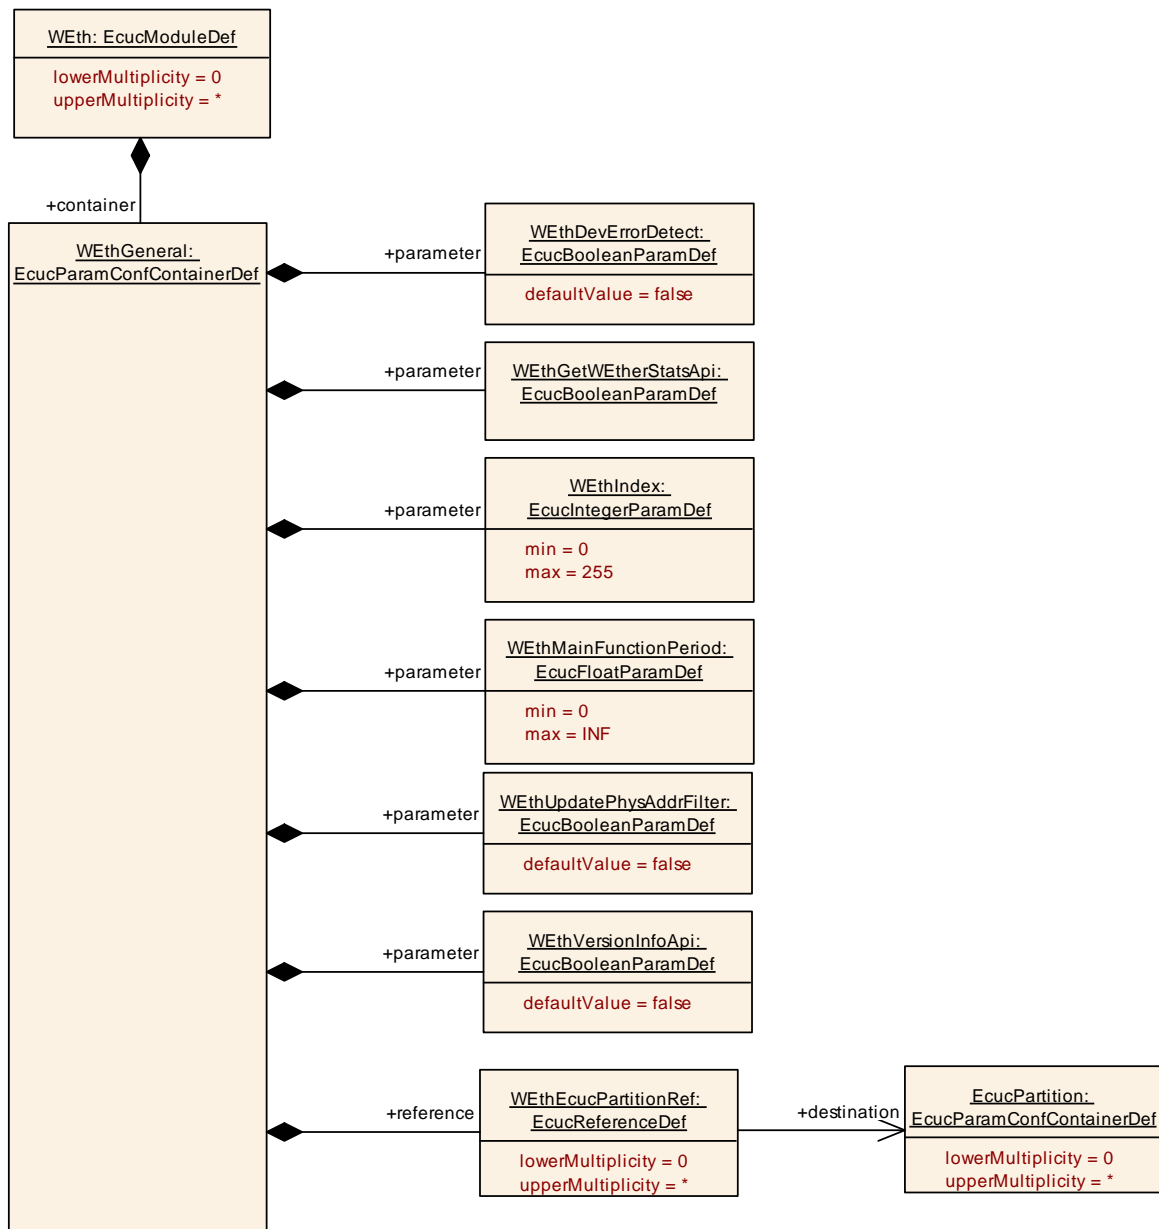 WEth: EcucModuleDef
lowerMultiplicity = 0
upperMultiplicity = *
+container
WEthGeneral:
EcucParamConfContainerDef
+parameter
WEthDevErrorDetect:
EcucBooleanParamDef
defaultValue = false
+parameter
WEthGetWEtherStatsApi:
EcucBooleanParamDef
+parameter
WEthIndex:
EcucIntegerParamDef
min = 0
max = 255
+parameter
WEthMainFunctionPeriod:
EcucFloatParamDef
min = 0
max = INF
+parameter
WEthUpdatePhysAddrFilter:
EcucBooleanParamDef
defaultValue = false
+parameter
WEthVersionInfoApi:
EcucBooleanParamDef
defaultValue = false
+reference
WEthEcucPartitionRef:
EcucReferenceDef
lowerMultiplicity = 0
upperMultiplicity = *
+destination
EcucPartition:
EcucParamConfContainerDef
lowerMultiplicity = 0
upperMultiplicity = *